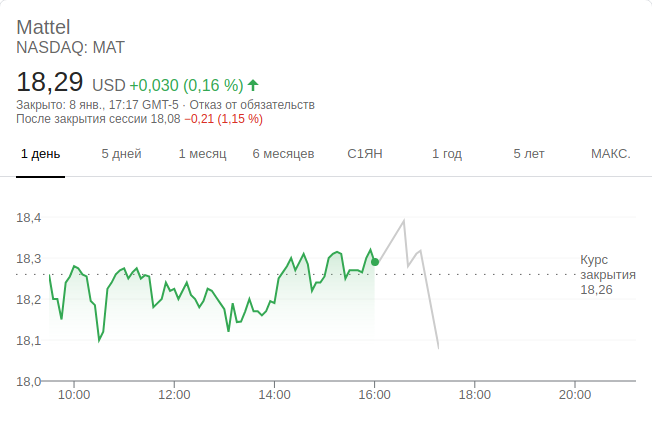 Mattel
NASDAQ: MAT
18,29 USD +0,030 (0,16 %)
Закрыто: 8 янв., 17:17 GMT-5 · Отказ от обязательств
После закрытия сессии 18,08 −0,21 (1,15 %)
1 день 5 дней 1 месяц 6 месяцев С1ЯН 1 год 5 лет МАКС.
18,4
18,3
Курс
закрытия
18,26
18,2
18,1
18,0
10:00 12:00 14:00 16:00 18:00 20:00